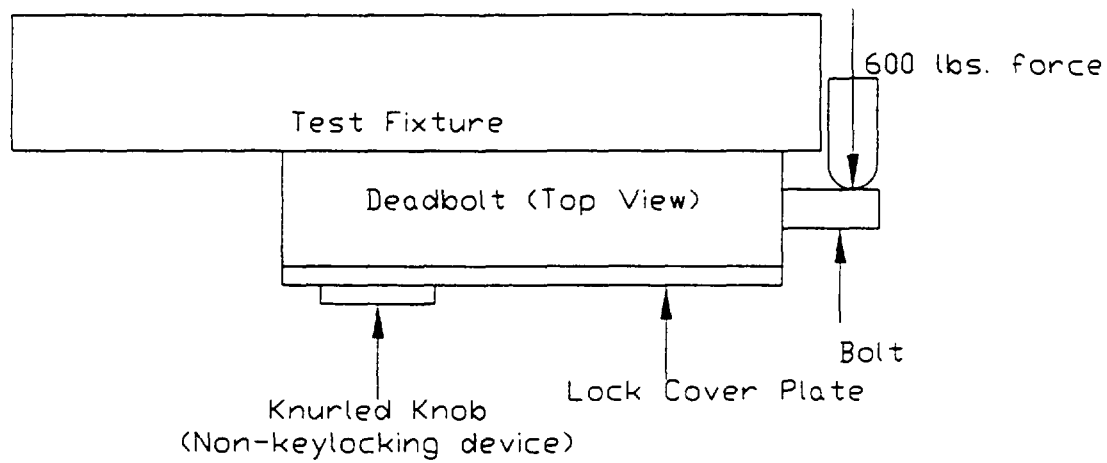 600 lbs. force
Test Fixture
Deadbolt (Top View)
Bolt
Lock Cover Plate
Knurled Knob
(Non-keylocking device)